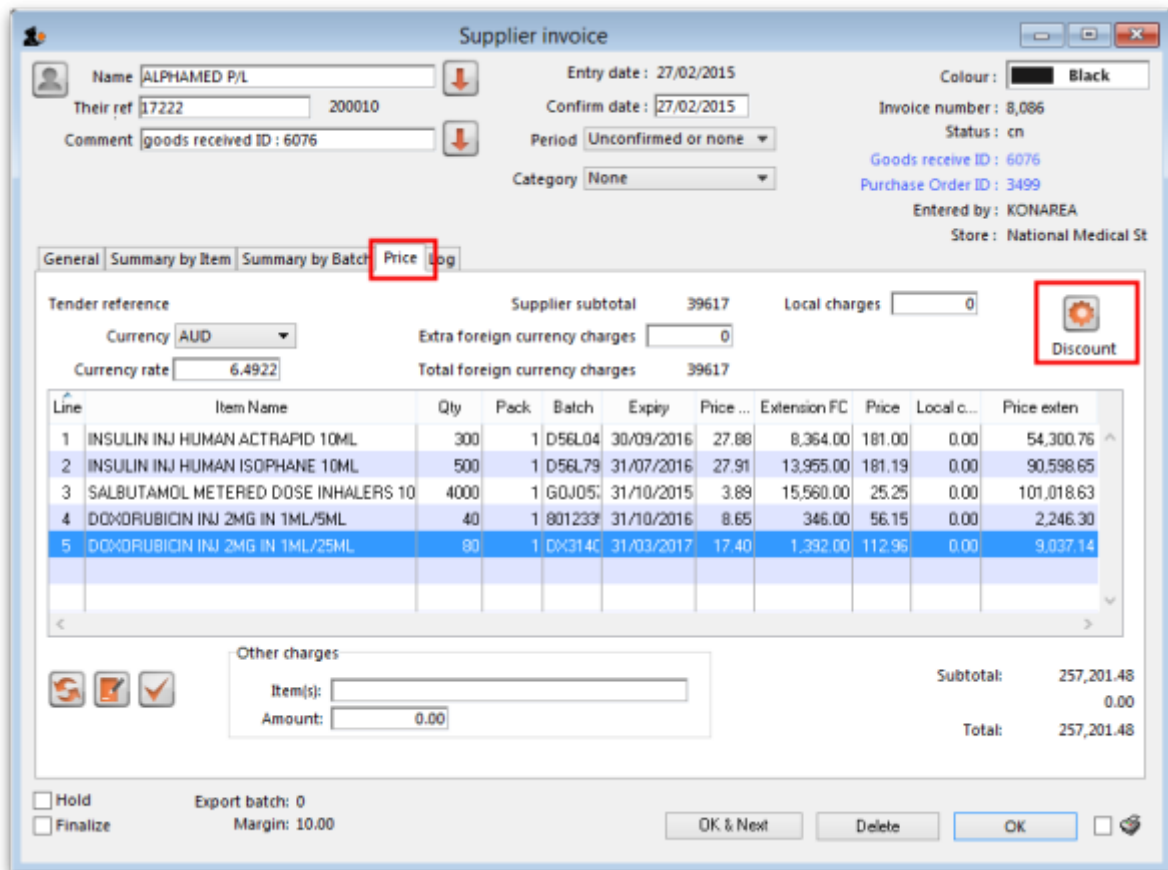 Supplier invoice
Name ALPHAMED P/L Entry date : 27/02/2015 Colour : Black
Their ref 17222 200010 Confirm date : 27/02/2015 Invoice number : 8,086
Comment goods received ID : 6076 Period Unconfirmed or none Status : cn
Goods receive ID : 6076
Category None Purchase Order ID : 3499
Entered by : KONAREA
Store : National Medical St
General Summary by Item Summary by Batch Price Log
Tender reference Supplier subtotal 39617 Local charges 0
Currency AUD Extra foreign currency charges 0 Discount
Currency rate 6.4922 Total foreign currency charges 39617
Line Item Name Qty Pack Batch Expiry Price ... Extension FC Price Local c... Price exten
1 INSULIN INJ HUMAN ACTRAPID 10ML 300 1 D56L04 30/09/2016 27.88 8,364.00 181.00 0.00 54,300.76
2 INSULIN INJ HUMAN ISOPHANE 10ML 500 1 D56L79 31/07/2016 27.91 13,955.00 181.19 0.00 90,598.65
3 SALBUTAMOL METERED DOSE INHALERS 10 4000 1 31/10/2015 3.89 15,560.00 25.25 0.00 101,018.63
4 DOXORUBICIN INJ 2MG IN 1ML/5ML 40 1 31/10/2016 8.65 346.00 56.15 0.00 2,246.30
5 DOXORUBICIN INJ 2MG IN 1ML/25ML 80 1 31/03/2017 17.40 1,392.00 112.96 0.00 9,037.14
Other charges
Item(s): Subtotal: 257,201.48
0.00
Amount: 0.00 Total: 257,201.48
Hold Export batch: 0
Finalize Margin: 10.00 OK & Next Delete OK